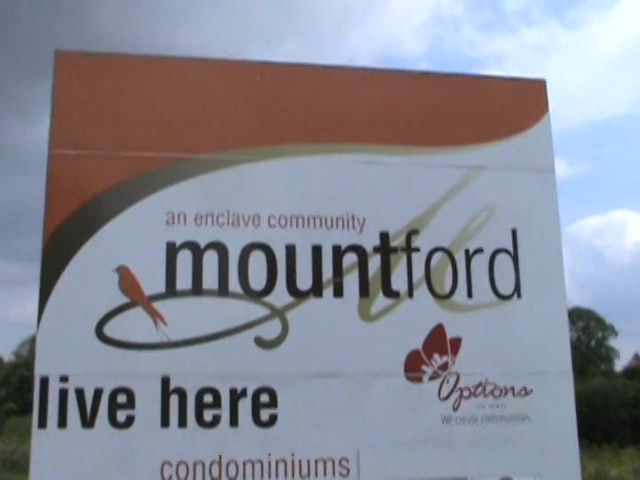 an enclave community
mountford
live here
Options
We create communities.
condominiums